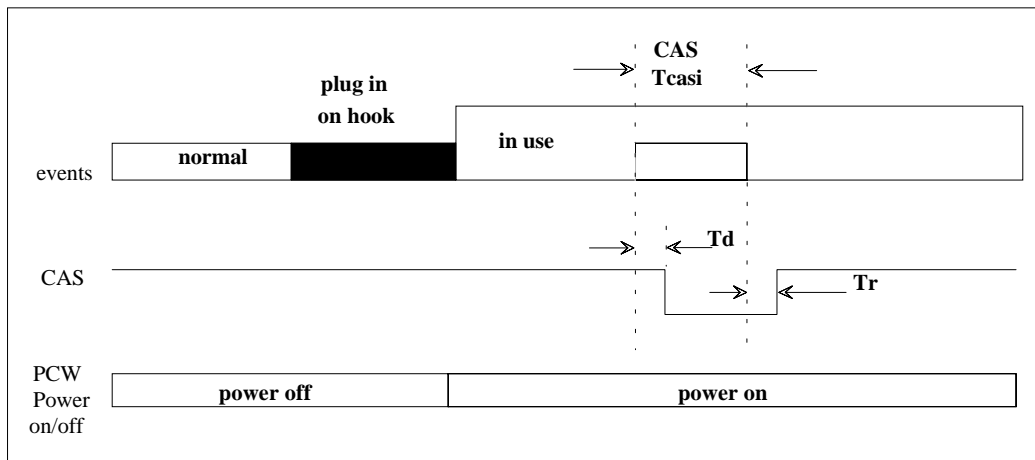 CAS
Tcasi
plug in
on hook
in use
normal
events
Td
CAS
Tr
PCW
Power
on/off
power off
power on